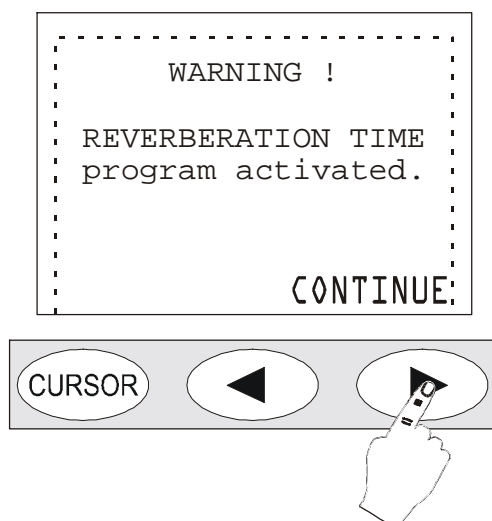 WARNING !
REVERBERATION TIME
program activated.
CONTINUE
CURSOR